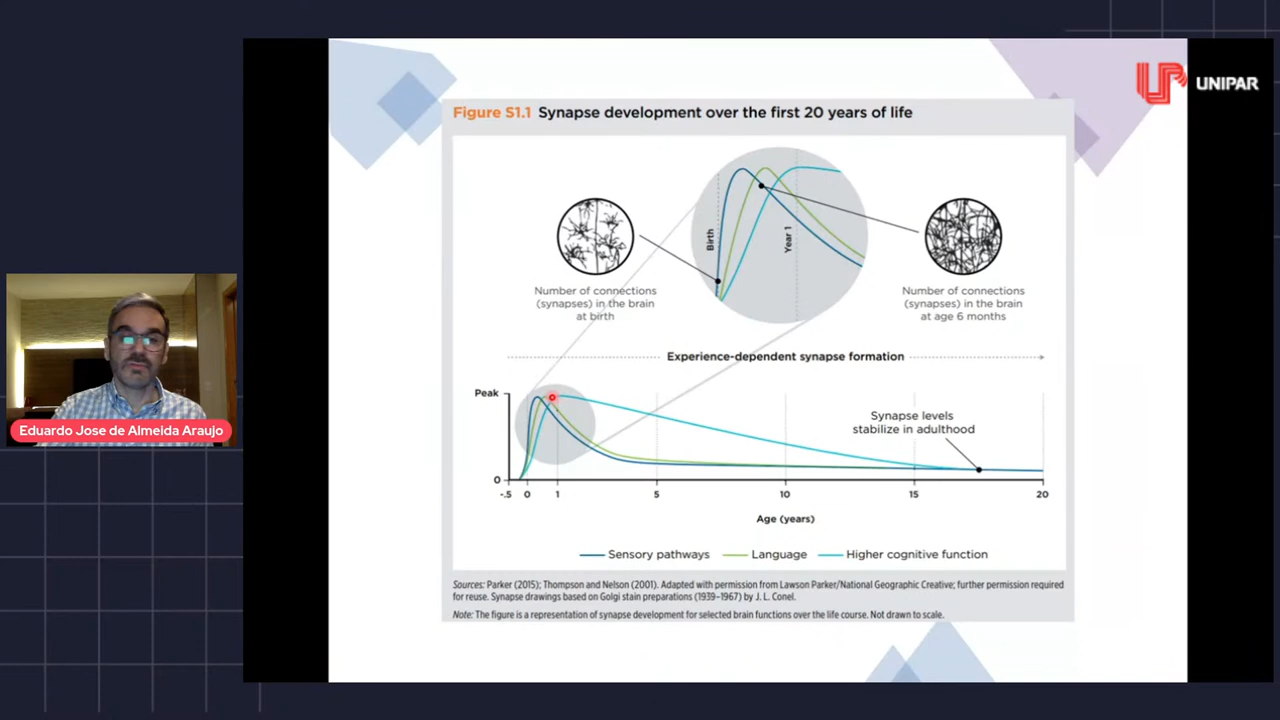 UNIPAR
Figure S1.1 Synapse development over the first 20 years of life
Birth
Year 1
Number of connections
(synapses) in the brain
at birth
Number of connections
(synapses) in the brain
at age 6 months
Experience-dependent synapse formation
Peak
Synapse levels
stabilize in adulthood
0
-.5 0 1 5 10 15 20
Age (years)
Sensory pathways Language Higher cognitive function
Sources: Parker (2015); Thompson and Nelson (2001). Adapted with permission from Lawson Parker/National Geographic Creative; further permission required
for reuse. Synapse drawings based on Golgi stain preparations (1939–1967) by J. L. Conel.
Note: The figure is a representation of synapse development for selected brain functions over the life course. Not drawn to scale.
Eduardo Jose de Almeida Araujo